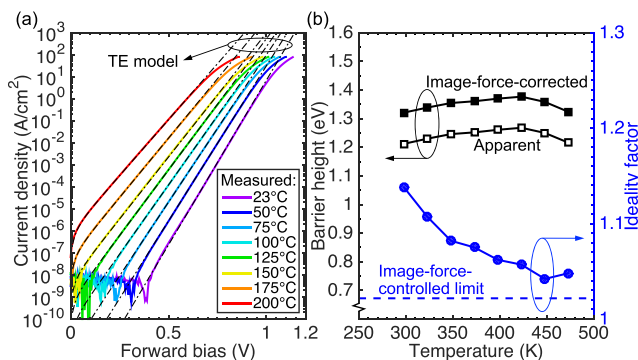 (a)
10³
10²
10¹
10⁰
10⁻¹
10⁻²
10⁻³
10⁻⁴
10⁻⁵
10⁻⁶
10⁻⁷
10⁻⁸
10⁻⁹
10⁻¹⁰
Current density (A/cm²)
TE model
Measured:
23°C
50°C
75°C
100°C
125°C
150°C
175°C
200°C
0
0.5
1.0
1.2
Forward bias (V)
(b)
1.6
1.5
1.4
1.3
1.2
1.1
1
0.9
0.8
0.7
0.6
Barrier height (eV)
Image-force-corrected
Apparent
Image-force-
controlled limit
1.3
1.2
1.1
1
Ideality factor
250
300
350
400
450
500
Temperature (K)